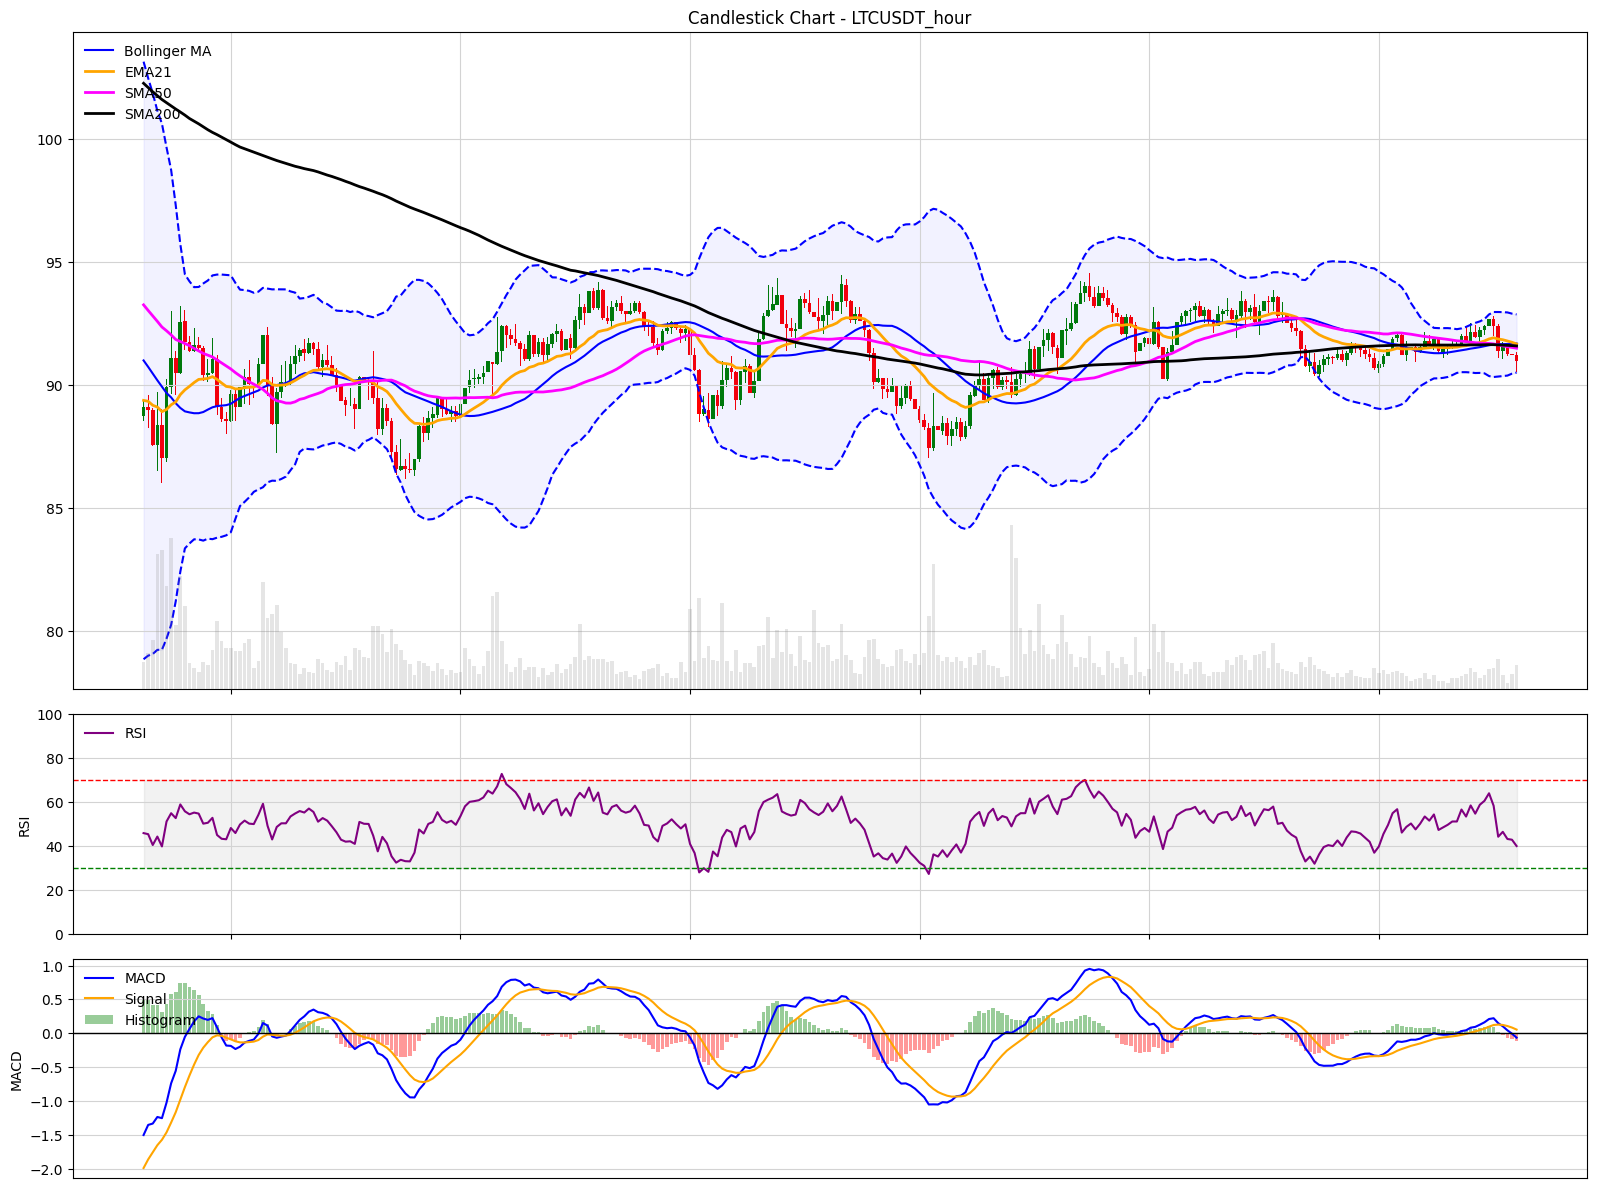 Candlestick Chart - LTCUSDT_hour
Bollinger MA
EMA21
SMA50
SMA200
100
95
90
85
80
RSI
100
80
60
40
20
0
RSI
MACD
Signal
Histogram
1.0
0.5
0.0
−0.5
−1.0
−1.5
−2.0
MACD